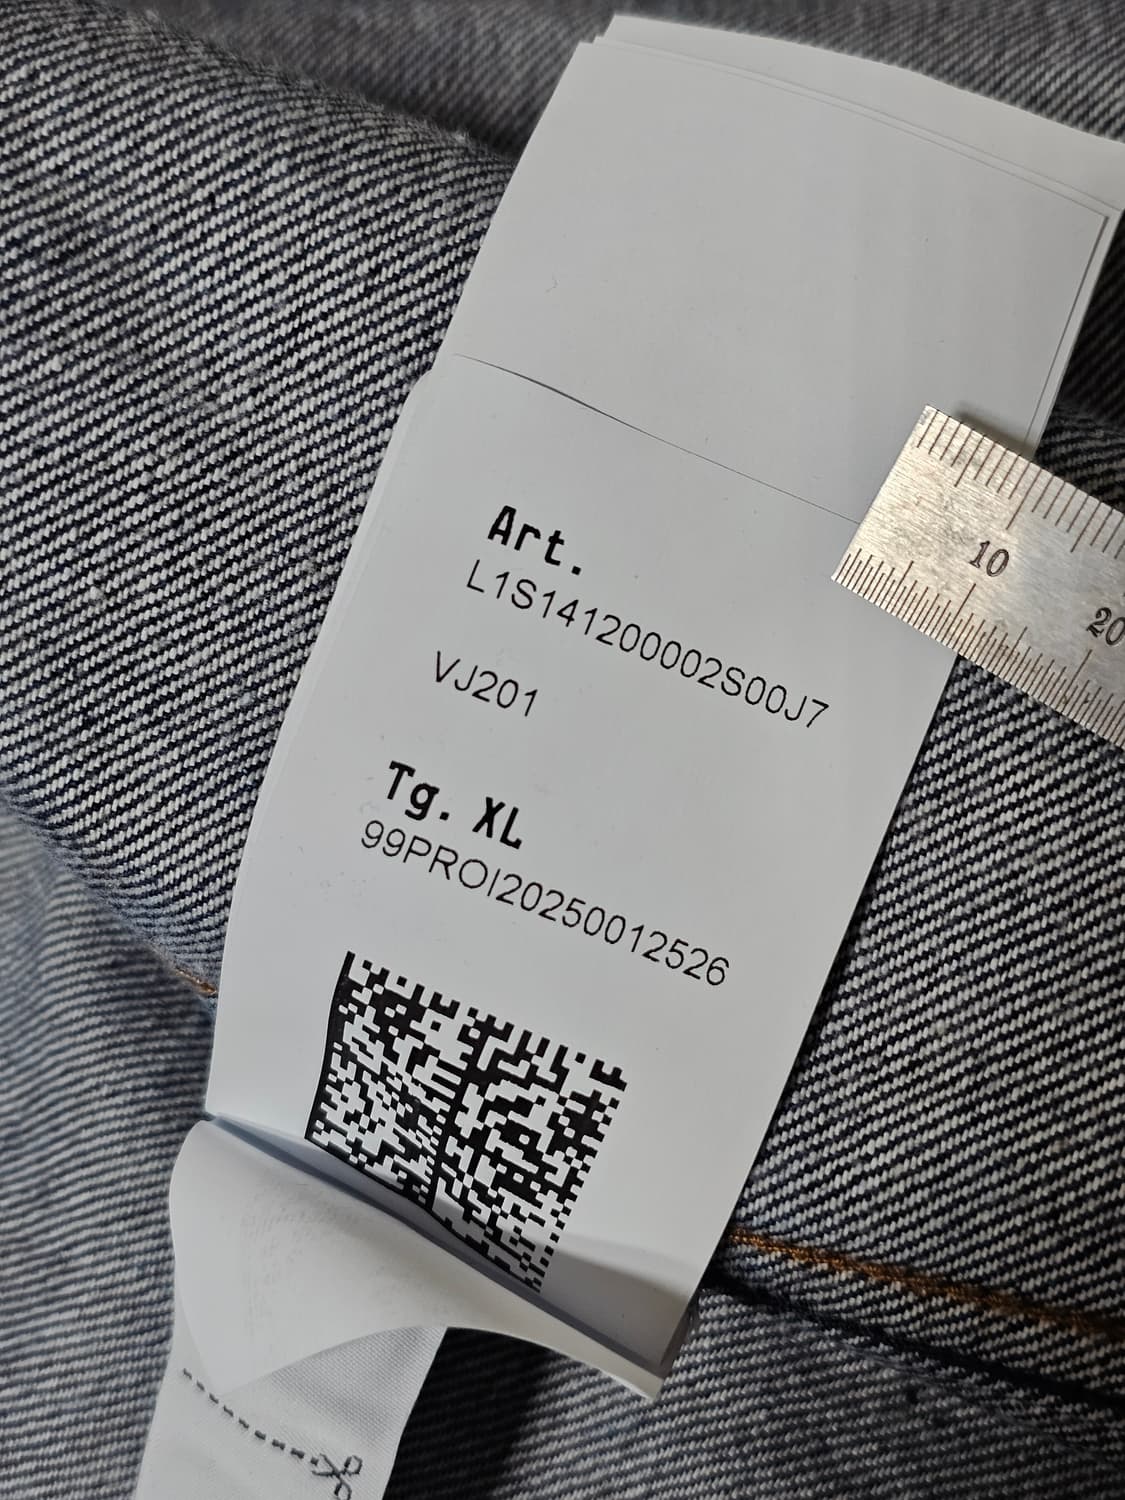 Art.
L1S141200002S00J7
VJ201
Tg. XL
99PROI20250012526
10
20